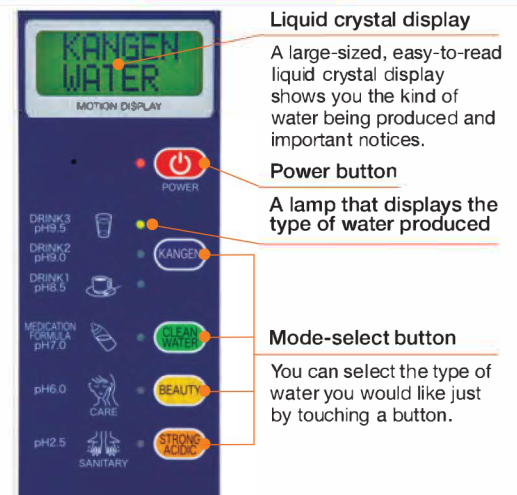 KANGEN
WATER
MOTION DISPLAY
POWER
DRINK3
pH9.5
DRINK2
pH9.0
KANGEN
DRINK1
pH8.5
MEDICATION
FORMULA
pH7.0
CLEAN
WATER
pH6.0
CARE
BEAUTY
pH2.5
SANITARY
STRONG
ACIDIC
Liquid crystal display
A large-sized, easy-to-read
liquid crystal display
shows you the kind of
water being produced and
important notices.
Power button
A lamp that displays the
type of water produced
Mode-select button
You can select the type of
water you would like just
by touching a button.